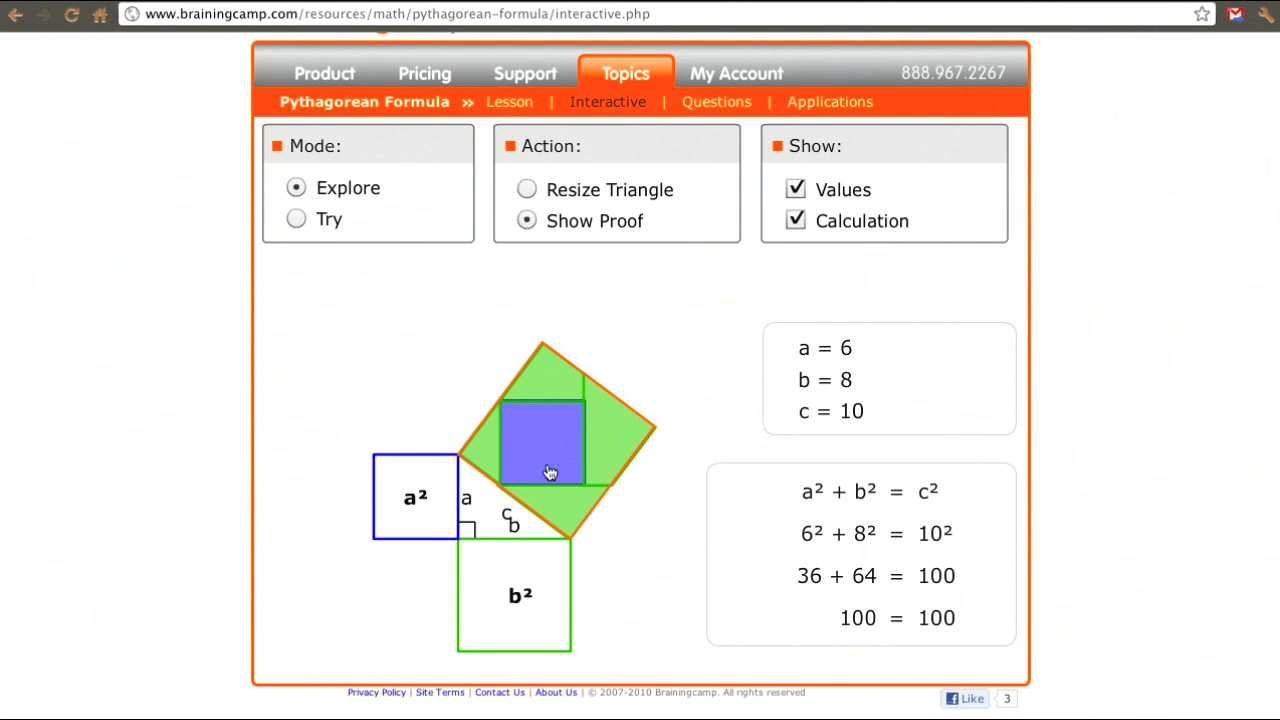 www.brainingcamp.com/resources/math/pythagorean-formula/interactive.php
Product Pricing Support Topics My Account 888.967.2267
Pythagorean Formula » Lesson | Interactive | Questions | Applications
Mode:
Explore
Try
Action:
Resize Triangle
Show Proof
Show:
Values
Calculation
a²
a
c
b
b²
a = 6
b = 8
c = 10
a² + b² = c²
6² + 8² = 10²
36 + 64 = 100
100 = 100
Privacy Policy | Site Terms | Contact Us | About Us | © 2007-2010 Brainingcamp. All rights reserved
Like 3